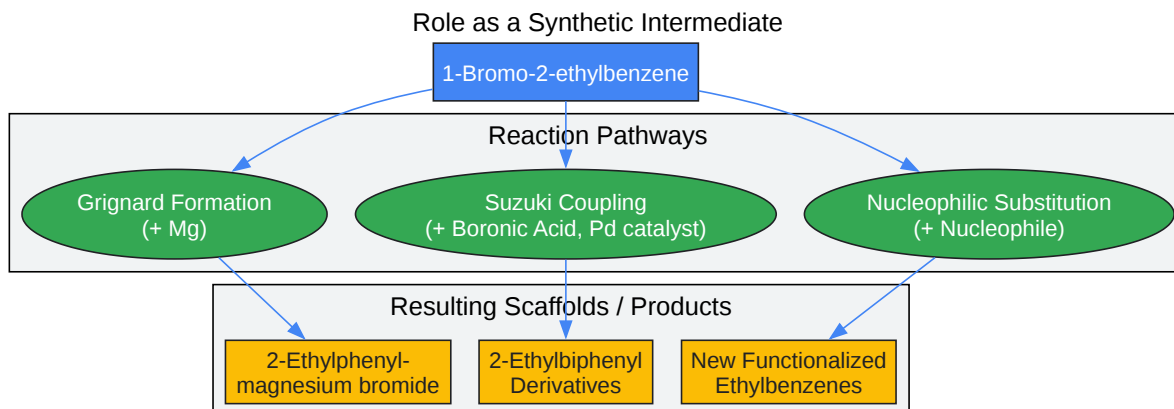 Role as a Synthetic Intermediate
1-Bromo-2-ethylbenzene
Reaction Pathways
Grignard Formation
(+ Mg)
Suzuki Coupling
(+ Boronic Acid, Pd catalyst)
Nucleophilic Substitution
(+ Nucleophile)
Resulting Scaffolds / Products
2-Ethylphenyl-
magnesium bromide
2-Ethylbiphenyl
Derivatives
New Functionalized
Ethylbenzenes